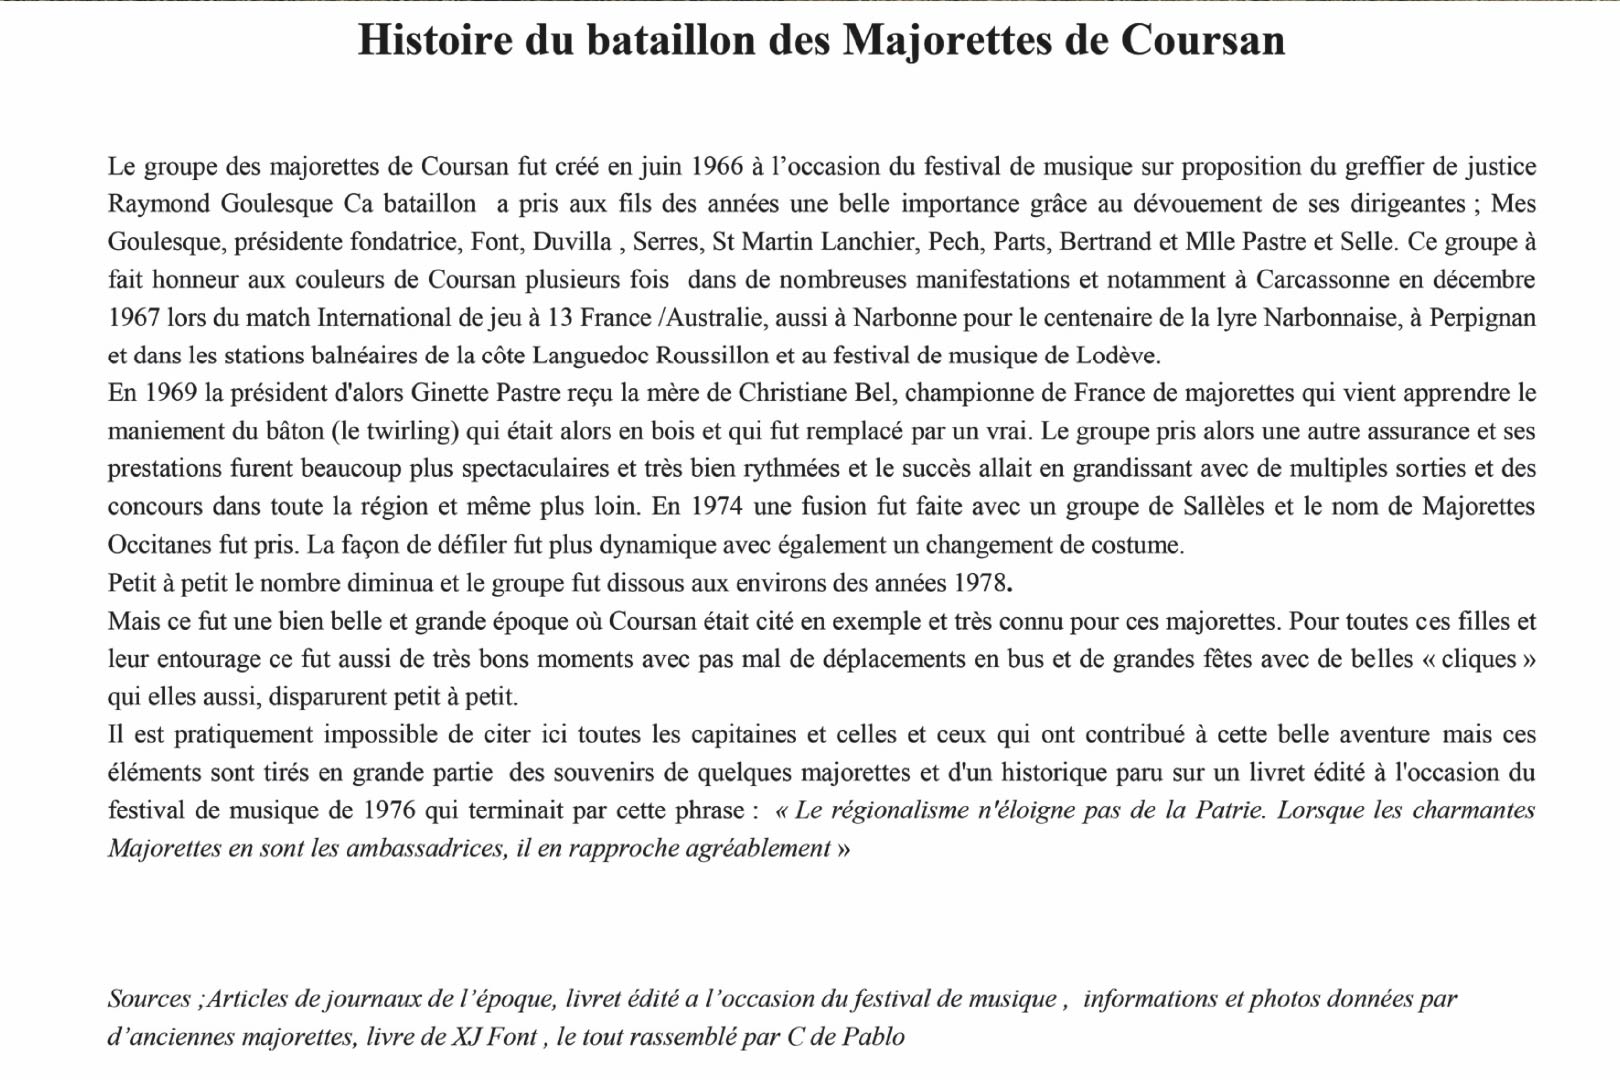 Histoire du bataillon des Majorettes de Coursan
Le groupe des majorettes de Coursan fut créé en juin 1966 à l’occasion du festival de musique sur proposition du greffier de justice
Raymond Goulesque Ca bataillon  a pris aux fils des années une belle importance grâce au dévouement de ses dirigeantes ; Mes
Goulesque, présidente fondatrice, Font, Duvilla , Serres, St Martin Lanchier, Pech, Parts, Bertrand et Mlle Pastre et Selle. Ce groupe à
fait honneur aux couleurs de Coursan plusieurs fois  dans de nombreuses manifestations et notamment à Carcassonne en décembre
1967 lors du match International de jeu à 13 France /Australie, aussi à Narbonne pour le centenaire de la lyre Narbonnaise, à Perpignan
et dans les stations balnéaires de la côte Languedoc Roussillon et au festival de musique de Lodève.
En 1969 la président d'alors Ginette Pastre reçu la mère de Christiane Bel, championne de France de majorettes qui vient apprendre le
maniement du bâton (le twirling) qui était alors en bois et qui fut remplacé par un vrai. Le groupe pris alors une autre assurance et ses
prestations furent beaucoup plus spectaculaires et très bien rythmées et le succès allait en grandissant avec de multiples sorties et des
concours dans toute la région et même plus loin. En 1974 une fusion fut faite avec un groupe de Sallèles et le nom de Majorettes
Occitanes fut pris. La façon de défiler fut plus dynamique avec également un changement de costume.
Petit à petit le nombre diminua et le groupe fut dissous aux environs des années 1978.
Mais ce fut une bien belle et grande époque où Coursan était cité en exemple et très connu pour ces majorettes. Pour toutes ces filles et
leur entourage ce fut aussi de très bons moments avec pas mal de déplacements en bus et de grandes fêtes avec de belles « cliques »
qui elles aussi, disparurent petit à petit.
Il est pratiquement impossible de citer ici toutes les capitaines et celles et ceux qui ont contribué à cette belle aventure mais ces
éléments sont tirés en grande partie  des souvenirs de quelques majorettes et d'un historique paru sur un livret édité à l'occasion du
festival de musique de 1976 qui terminait par cette phrase :  « Le régionalisme n'éloigne pas de la Patrie. Lorsque les charmantes
Majorettes en sont les ambassadrices, il en rapproche agréablement »
Sources ;Articles de journaux de l’époque, livret édité a l’occasion du festival de musique ,  informations et photos données par
d’anciennes majorettes, livre de XJ Font , le tout rassemblé par C de Pablo